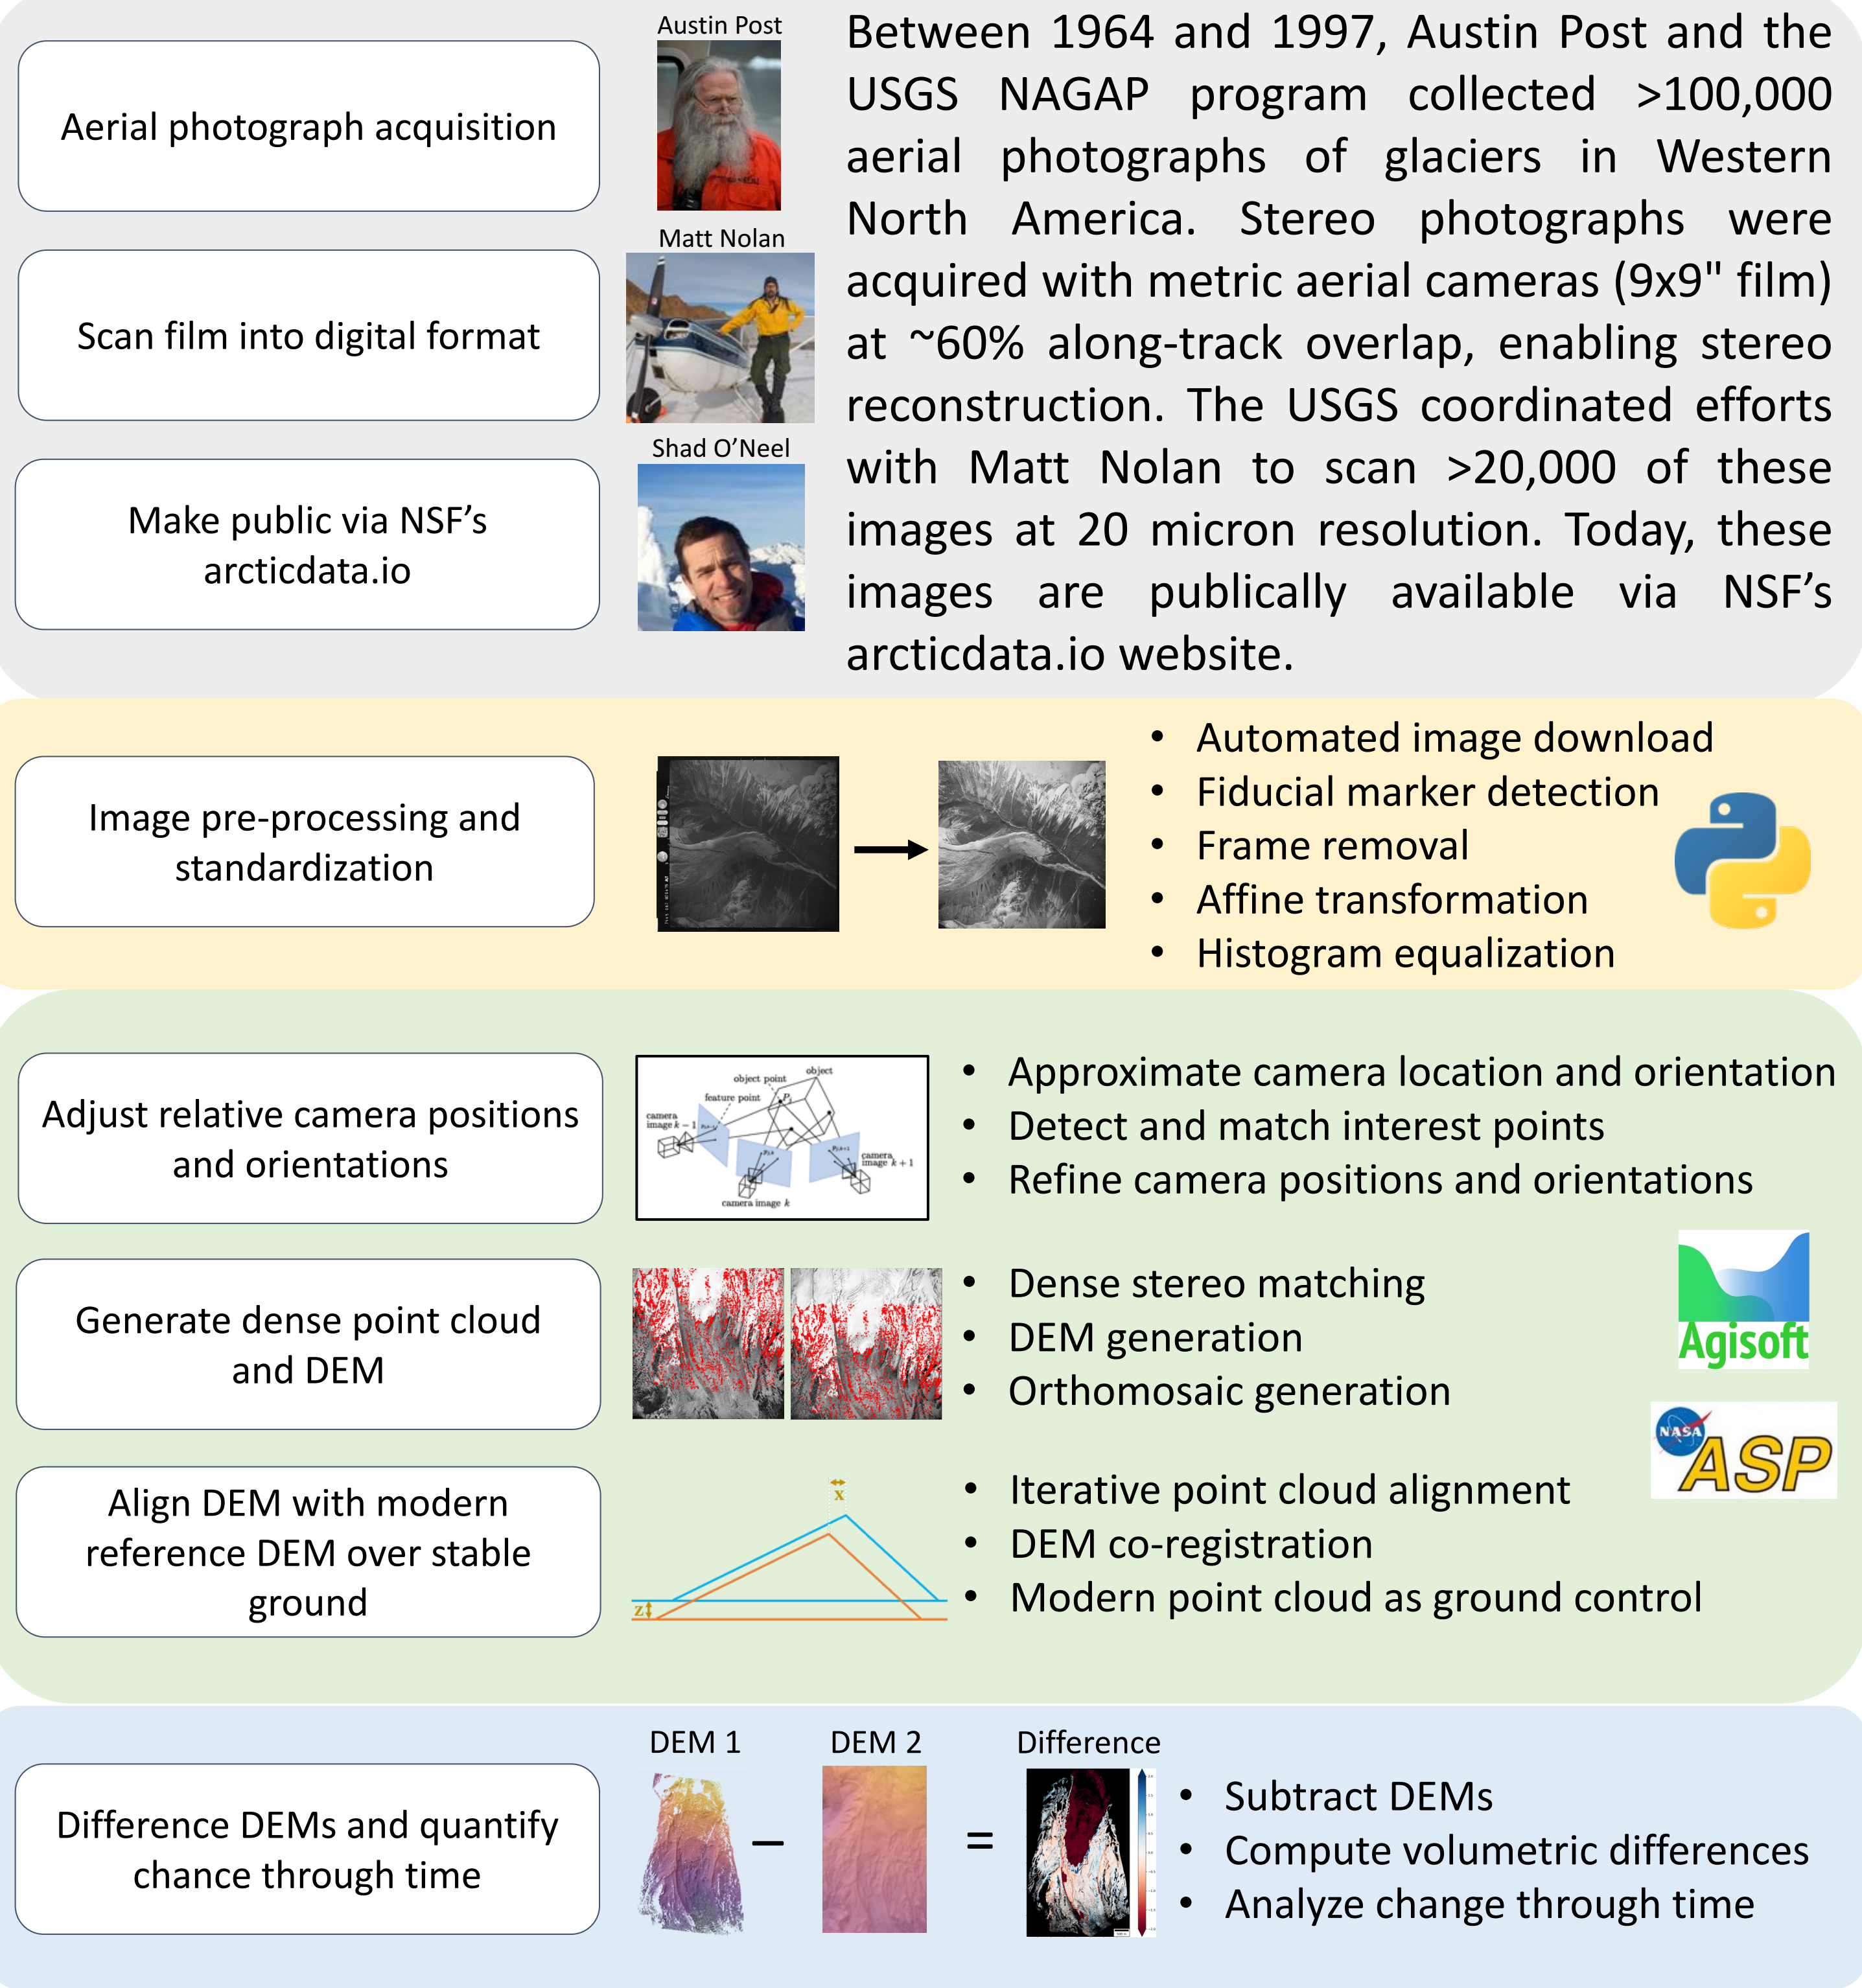 Aerial photograph acquisition
Austin Post
Scan film into digital format
Matt Nolan
Make public via NSF’s
arcticdata.io
Shad O’Neel
Between 1964 and 1997, Austin Post and the
USGS NAGAP program collected >100,000
aerial photographs of glaciers in Western
North America. Stereo photographs were
acquired with metric aerial cameras (9x9" film)
at ~60% along-track overlap, enabling stereo
reconstruction. The USGS coordinated efforts
with Matt Nolan to scan >20,000 of these
images at 20 micron resolution. Today, these
images are publically available via NSF’s
arcticdata.io website.
Image pre-processing and
standardization
• Automated image download
• Fiducial marker detection
• Frame removal
• Affine transformation
• Histogram equalization
Adjust relative camera positions
and orientations
object point
object
feature point
P
camera
image k − 1
camera
image k + 1
camera image k
• Approximate camera location and orientation
• Detect and match interest points
• Refine camera positions and orientations
Generate dense point cloud
and DEM
• Dense stereo matching
• DEM generation
• Orthomosaic generation
Agisoft
NASA
ASP
Align DEM with modern
reference DEM over stable
ground
x
z
• Iterative point cloud alignment
• DEM co-registration
• Modern point cloud as ground control
Difference DEMs and quantify
chance through time
DEM 1
–
DEM 2
=
Difference
• Subtract DEMs
• Compute volumetric differences
• Analyze change through time